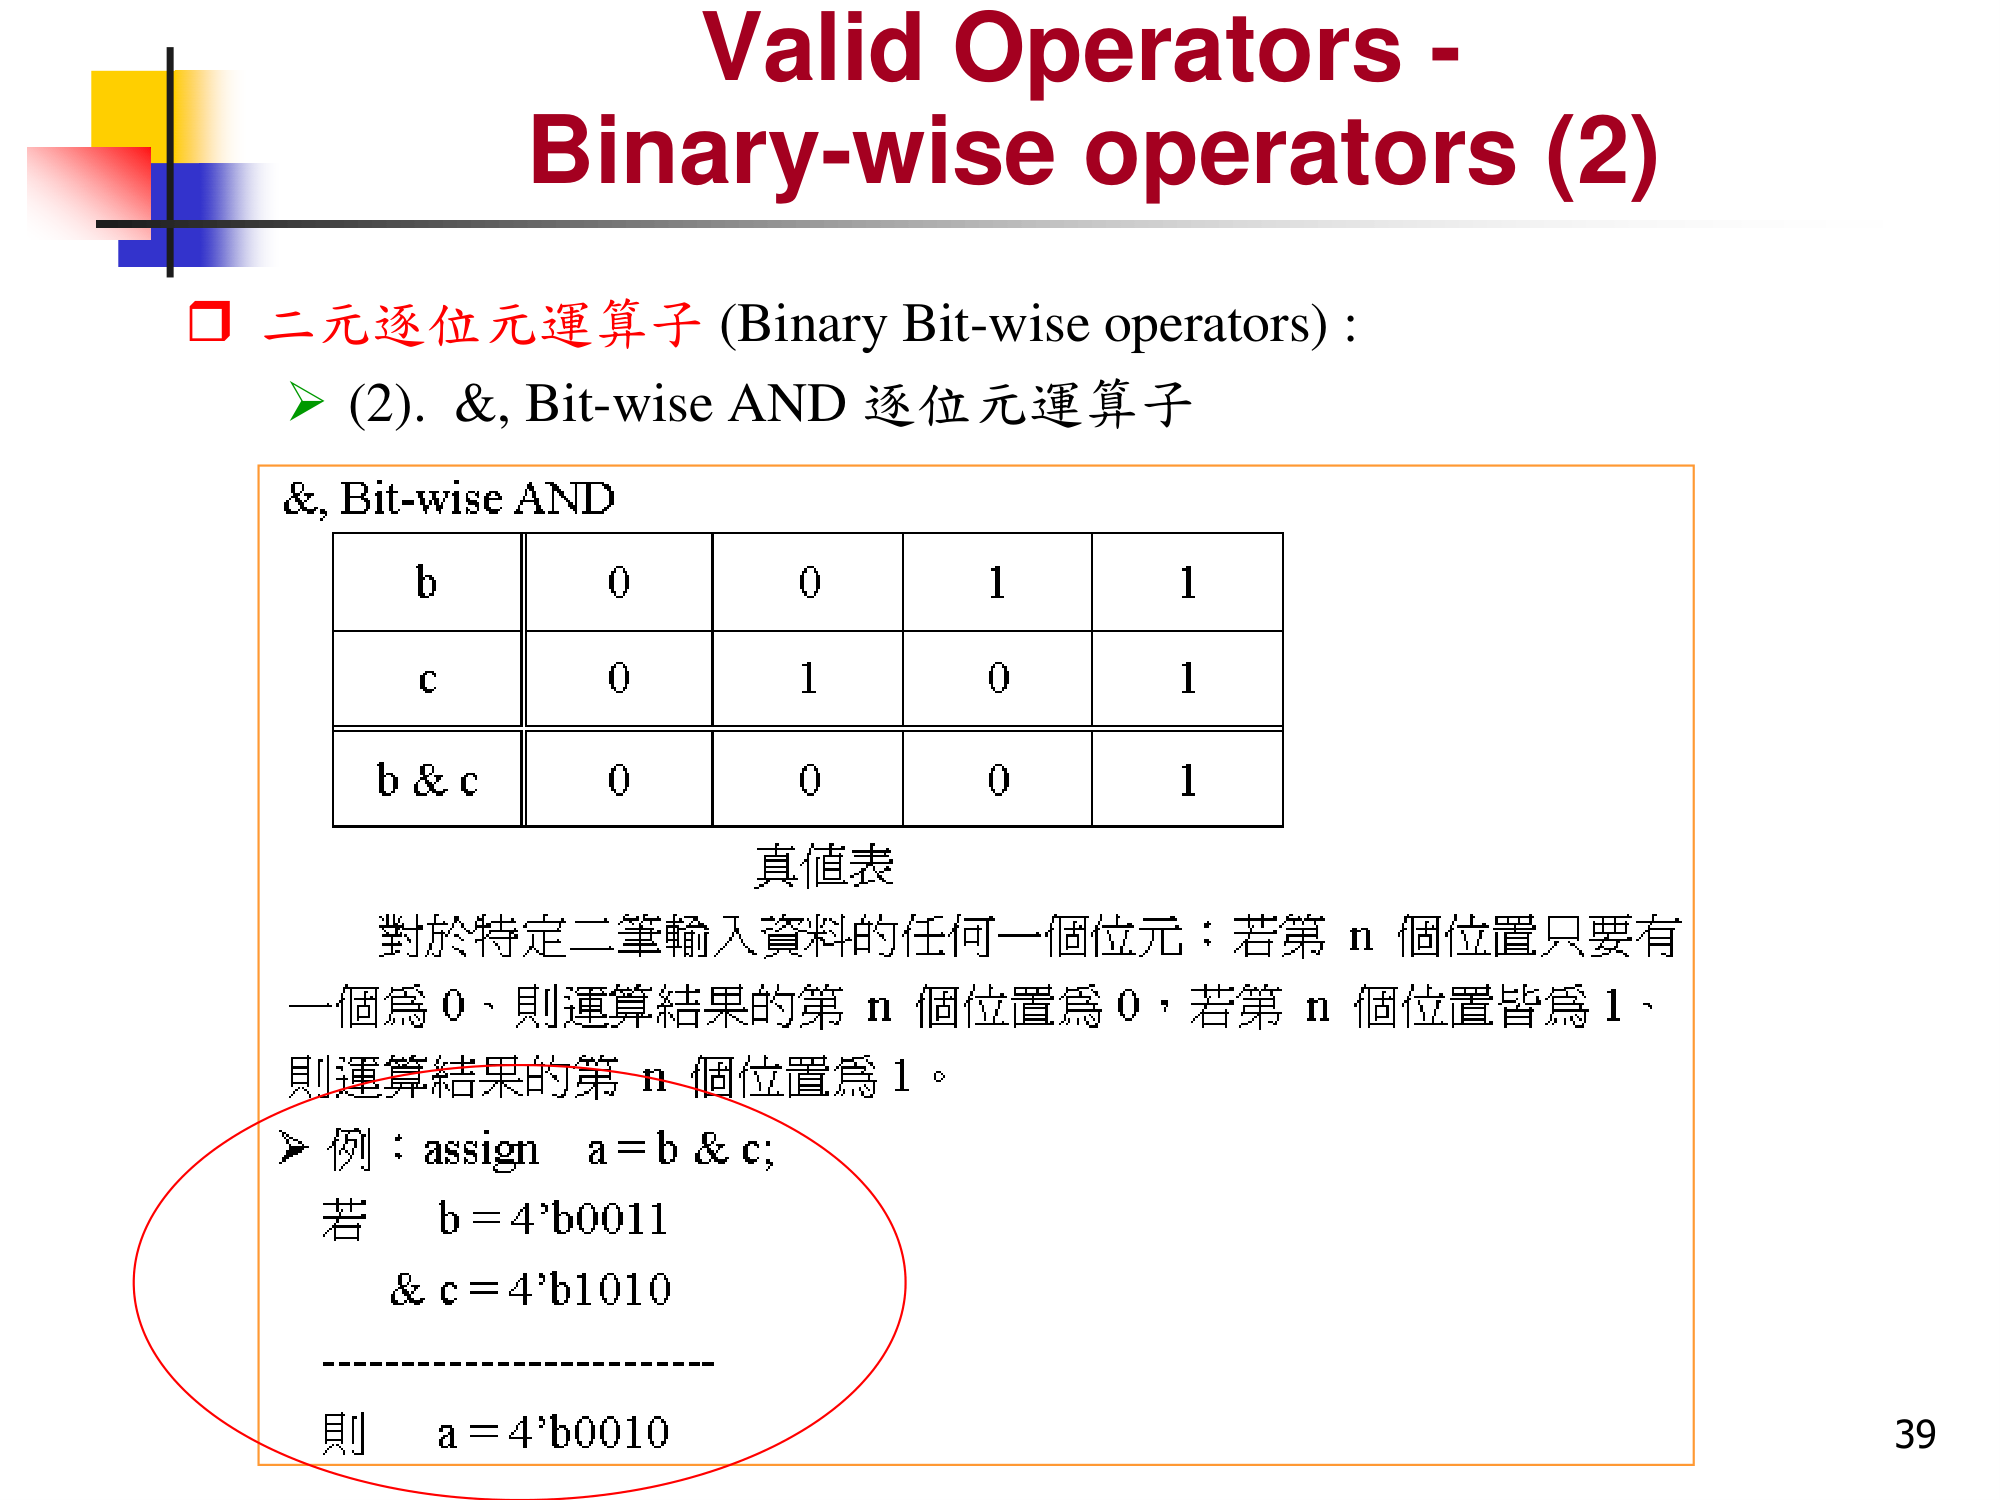 Valid Operators -
Binary-wise operators (2)
二元逐位元運算子 (Binary Bit-wise operators) :
(2). &, Bit-wise AND 逐位元運算子
&, Bit-wise AND
b 0 0 1 1
c 0 1 0 1
b & c 0 0 0 1
真值表
對於特定二筆輸入資料的任何一個位元：若第 n 個位置只要有
一個為 0、則運算結果的第 n 個位置為 0，若第 n 個位置皆為 1、
則運算結果的第 n 個位置為 1。
例：assign a = b & c;
若 b = 4’b0011
& c = 4’b1010
-------------------------
則 a = 4’b0010
39